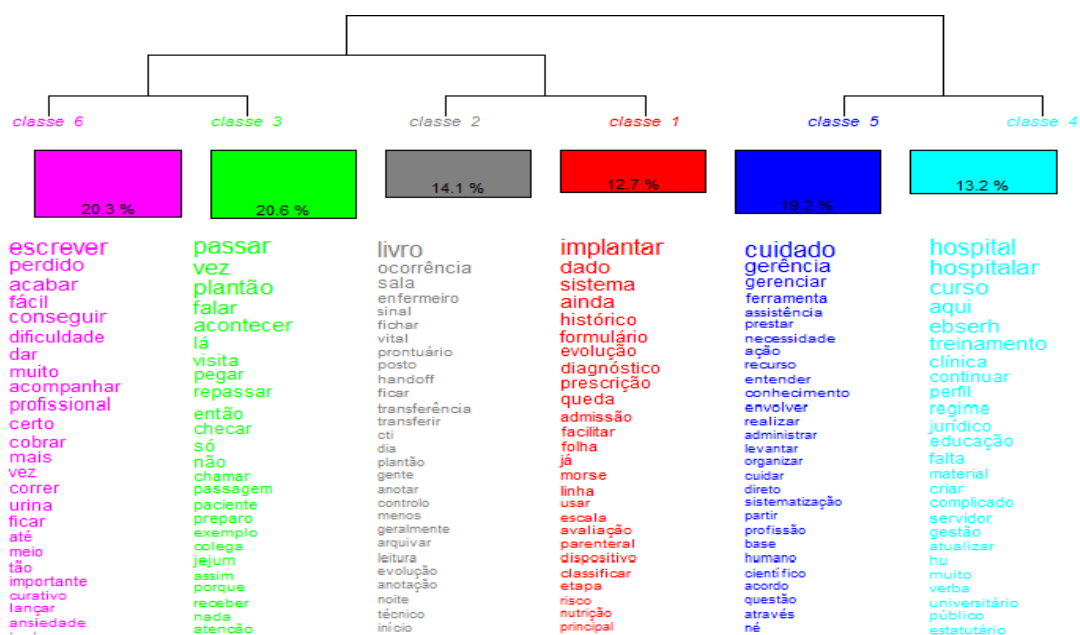 classe 6
classe 3
classe 2
classe 1
classe 5
classe 4
20.3 %
20.6 %
14.1 %
12.7 %
19.2 %
13.2 %
escrever
perdido
acabar
fácil
conseguir
dificuldade
dar
muito
acompanhar
profissional
certo
cobrar
mais
vez
correr
urina
ficar
até
meio
tão
importante
curativo
lançar
ansiedade
passar
vez
plantão
falar
acontecer
lá
visita
pegar
repassar
então
checar
só
não
chamar
passagem
paciente
preparo
exemplo
colega
jejum
assim
porque
receber
nada
atenção
livro
ocorrência
sala
enfermeiro
sinal
fichar
vital
prontuário
posto
handoff
ficar
transferência
transferir
cti
dia
plantão
gente
anotar
controlo
menos
geralmente
arquivar
leitura
evolução
anotação
noite
técnico
início
implantar
dado
sistema
ainda
histórico
formulário
evolução
diagnóstico
prescrição
queda
admissão
facilitar
folha
já
morse
linha
usar
escala
avaliação
parenteral
dispositivo
classificar
etapa
risco
nutrição
principal
cuidado
gerência
gerenciar
ferramenta
assistência
prestar
necessidade
ação
recurso
entender
conhecimento
envolver
realizar
administrar
levantar
organizar
cuidar
direto
sistematização
partir
profissão
base
humano
científico
acordo
questão
através
né
hospital
hospitalar
curso
aqui
ebserh
treinamento
clínica
continuar
perfil
regime
jurídico
educação
falta
material
criar
complicado
servidor
gestão
atualizar
hu
muito
verba
universitário
público
estatutário